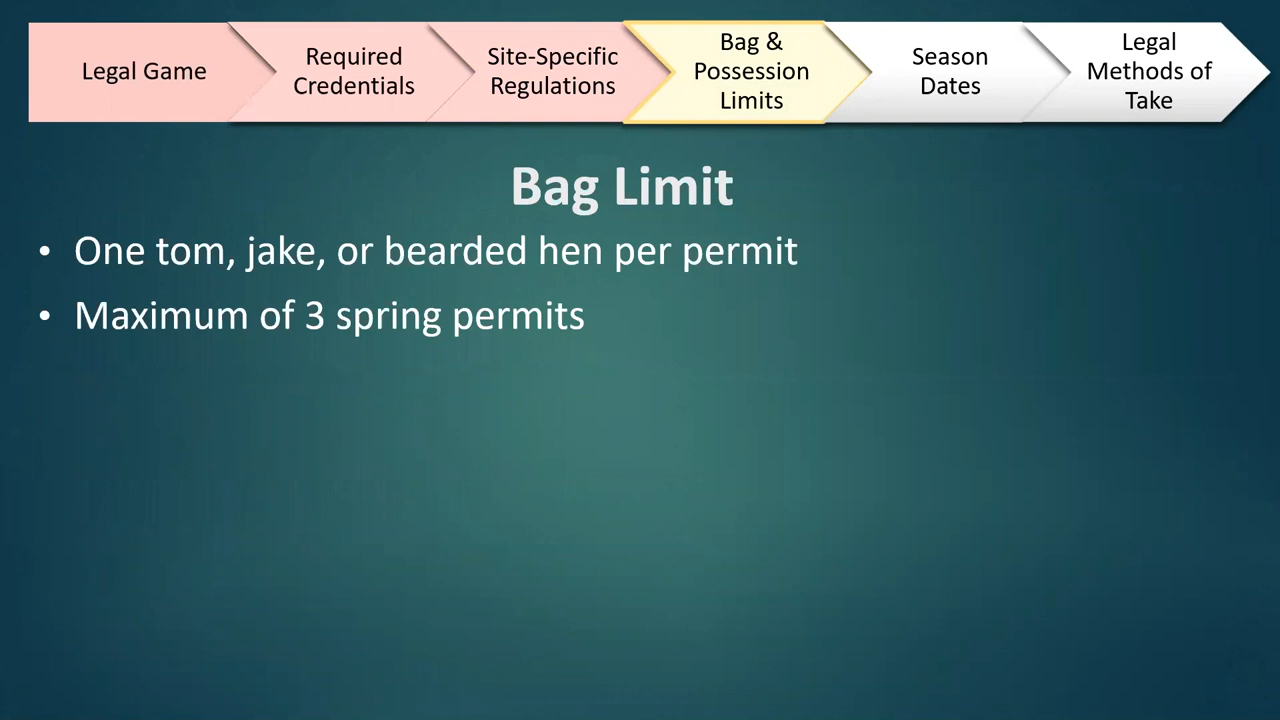 Legal Game
Required
Credentials
Site-Specific
Regulations
Bag &
Possession
Limits
Season
Dates
Legal
Methods of
Take
Bag Limit
• One tom, jake, or bearded hen per permit
• Maximum of 3 spring permits